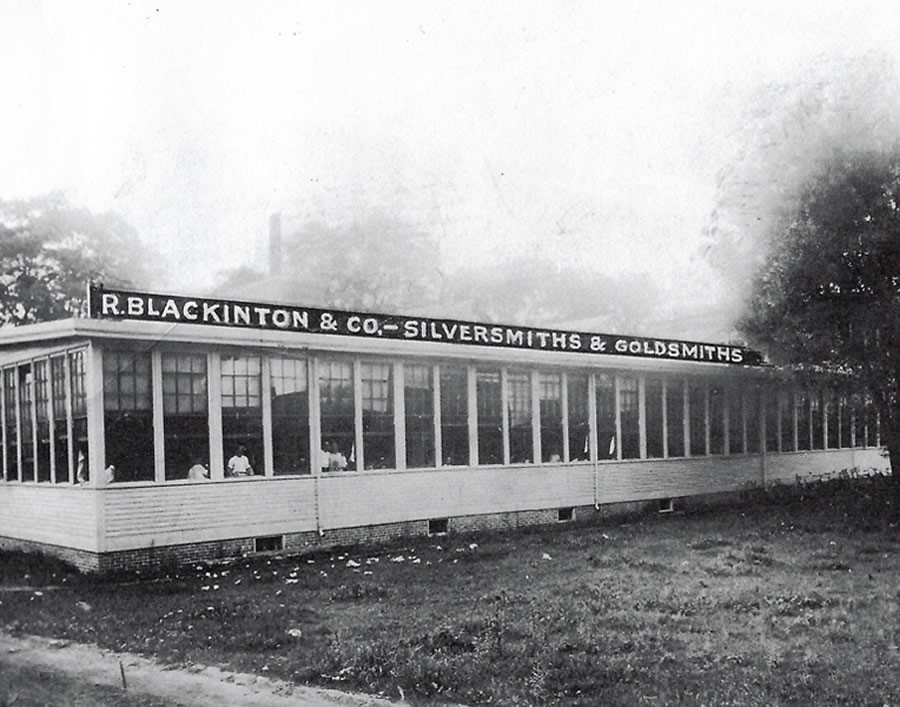 R. BLACKINTON & CO.– SILVERSMITHS & GOLDSMITHS